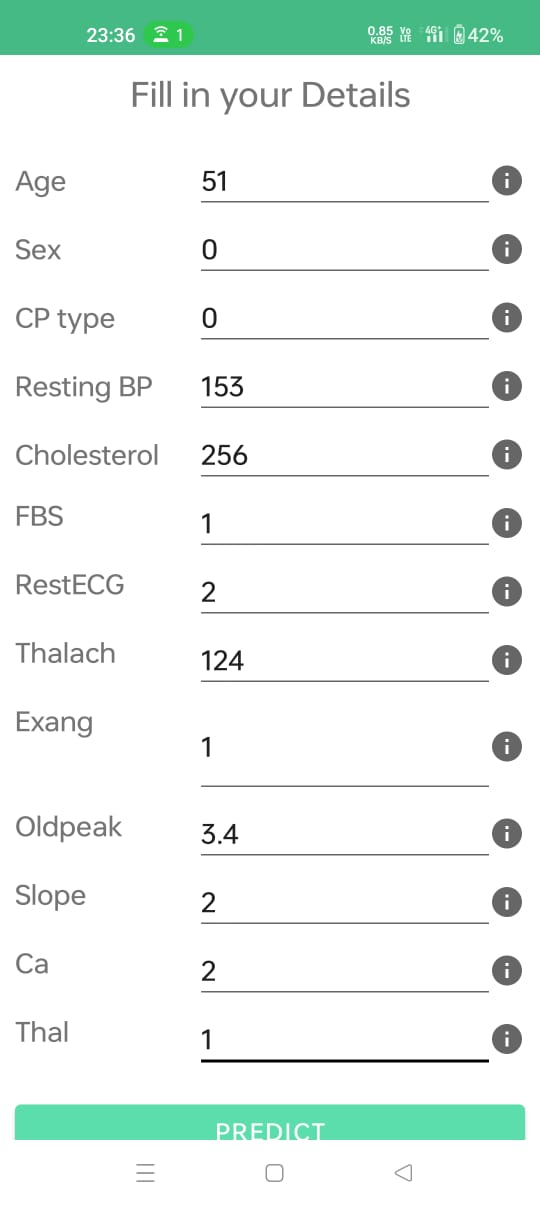 23:36 1 0.85 KB/S Vo LTE 4G+ 42%
Fill in your Details
Age 51
Sex 0
CP type 0
Resting BP 153
Cholesterol 256
FBS 1
RestECG 2
Thalach 124
Exang 1
Oldpeak 3.4
Slope 2
Ca 2
Thal 1
PREDICT